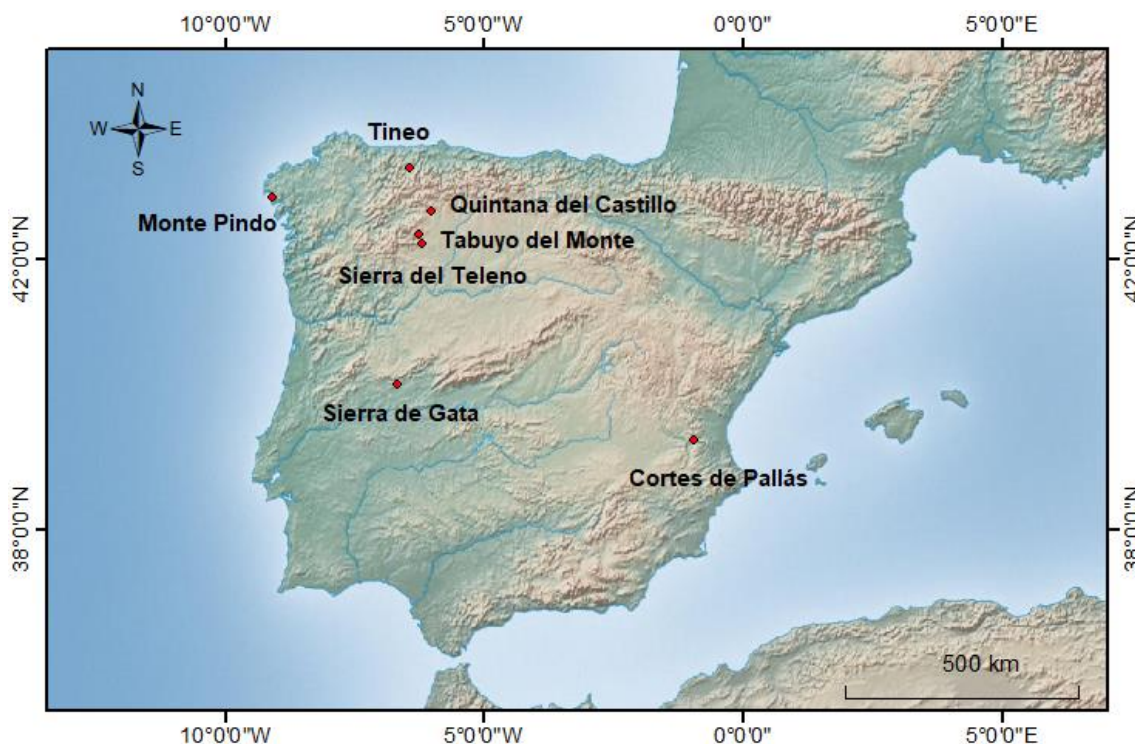 10°0'0"W 5°0'0"W 0°0'0" 5°0'0"E
N
W E
S
Tineo
Quintana del Castillo
Monte Pindo
Tabuyo del Monte
42°0'0"N 42°0'0"N
Sierra del Teleno
Sierra de Gata
Cortes de Pallás
38°0'0"N 38°0'0"N
500 km
10°0'0"W 5°0'0"W 0°0'0" 5°0'0"E